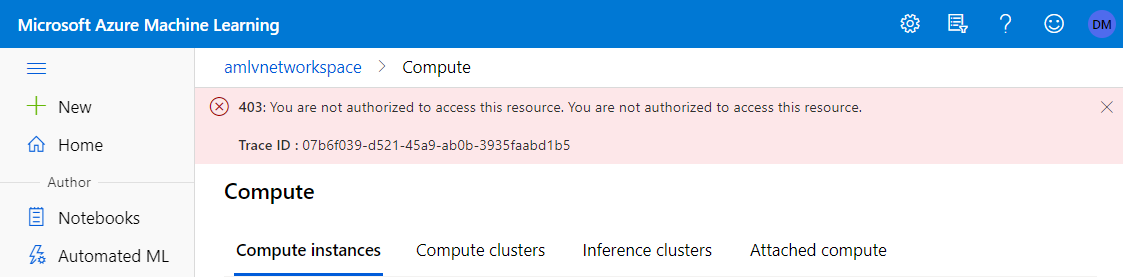 Microsoft Azure Machine Learning
DM
amlvnetworkspace > Compute
New
Home
Author
Notebooks
Automated ML
403: You are not authorized to access this resource. You are not authorized to access this resource.
Trace ID : 07b6f039-d521-45a9-ab0b-3935faabd1b5
Compute
Compute instances Compute clusters Inference clusters Attached compute